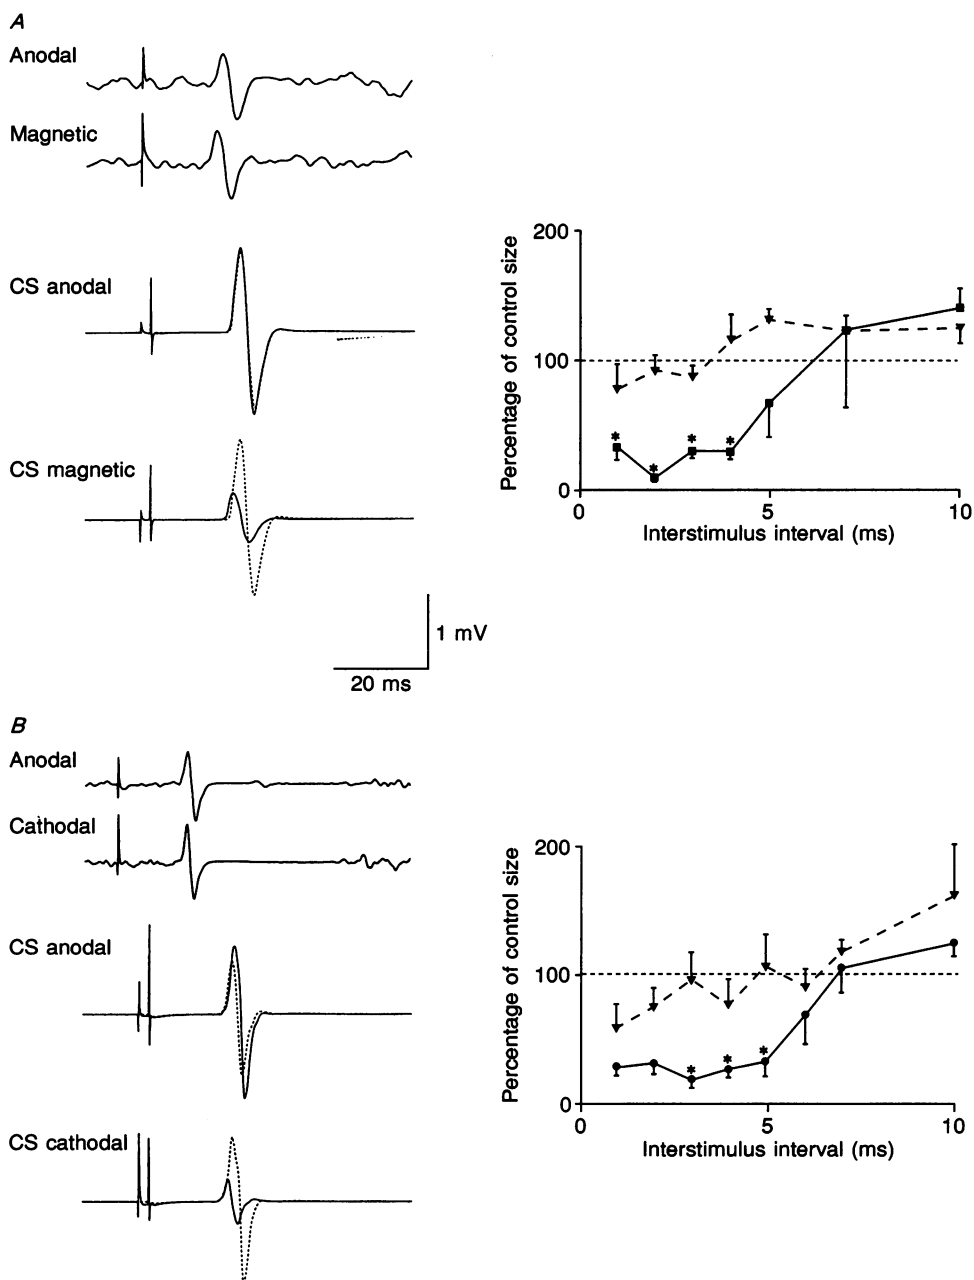 A
Anodal
Magnetic
CS anodal
CS magnetic
1 mV
20 ms
Percentage of control size
200
100
0
*
*
*
*
0
5
10
Interstimulus interval (ms)
B
Anodal
Cathodal
CS anodal
CS cathodal
Percentage of control size
200
100
0
*
*
*
0
5
10
Interstimulus interval (ms)